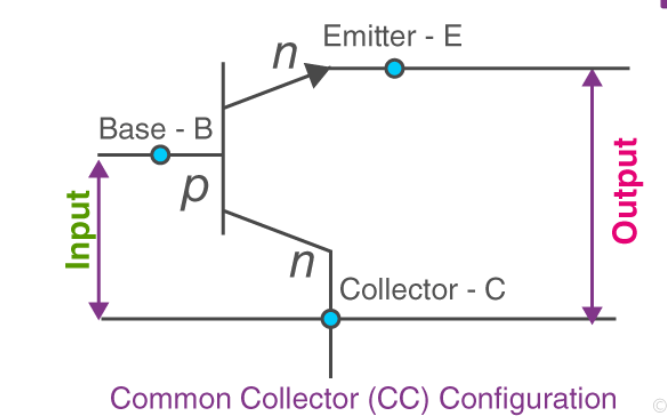 Emitter - E
n
Base - B
p
Input
Output
n
Collector - C
Common Collector (CC) Configuration
©